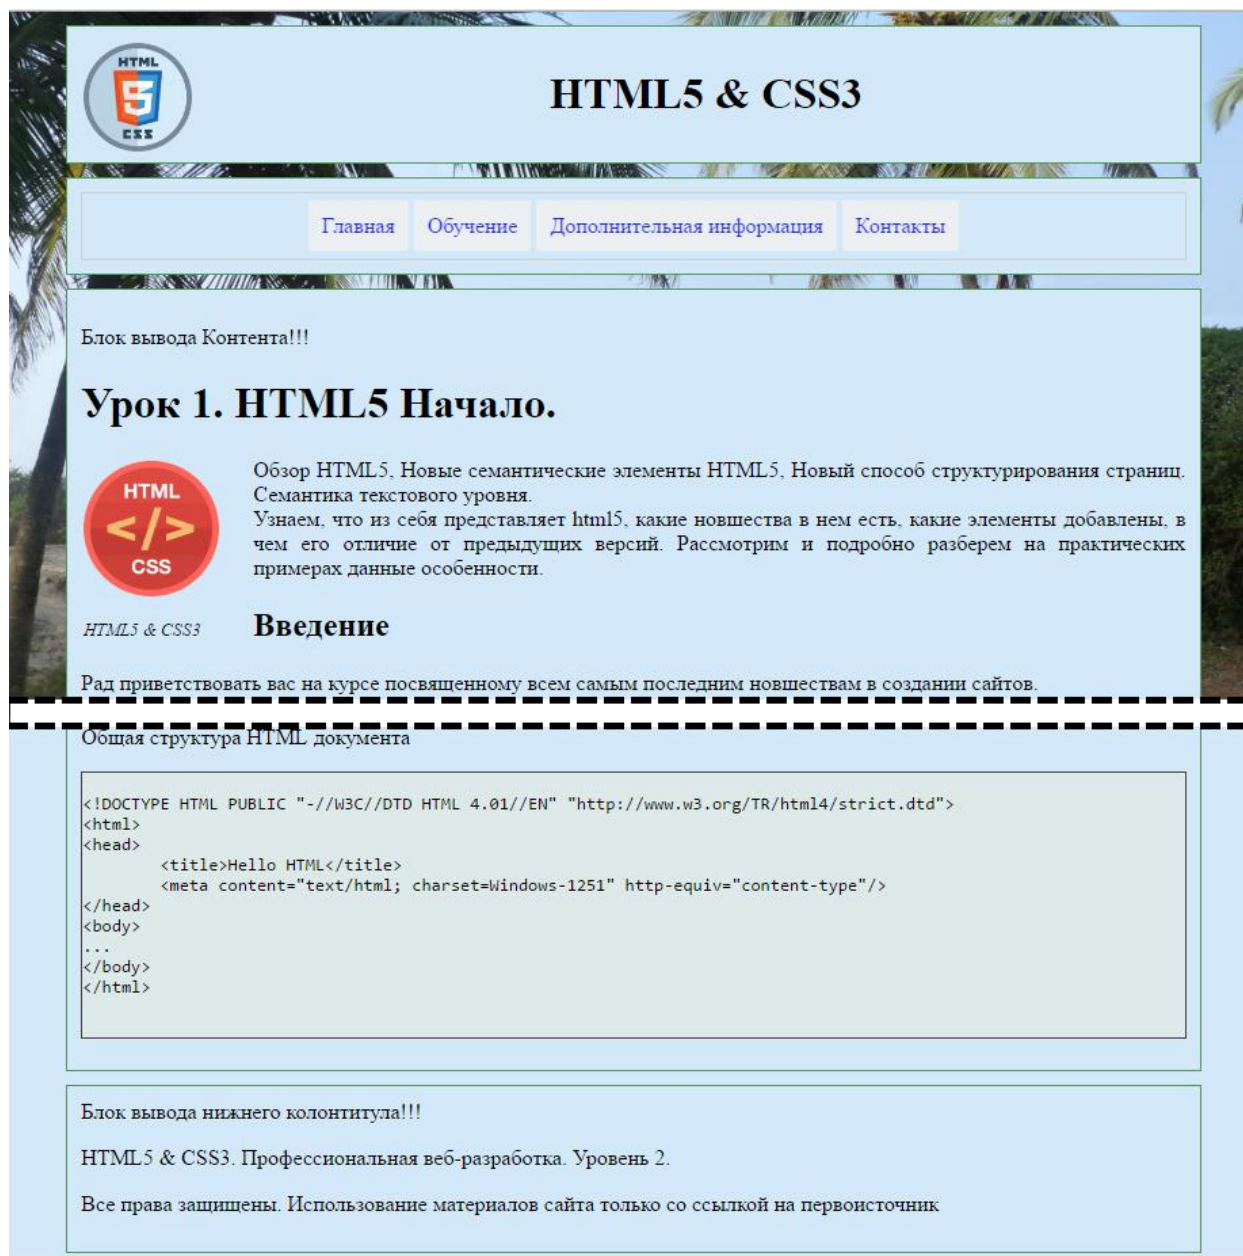 HTML
5
CSS
HTML5 & CSS3
Главная Обучение Дополнительная информация Контакты
Блок вывода Контента!!!
Урок 1. HTML5 Начало.
HTML
</>
CSS
HTML5 & CSS3
Обзор HTML5, Новые семантические элементы HTML5, Новый способ структурирования страниц.
Семантика текстового уровня.
Узнаем, что из себя представляет html5, какие новшества в нем есть, какие элементы добавлены, в
чем его отличие от предыдущих версий. Рассмотрим и подробно разберем на практических
примерах данные особенности.
Введение
Рад приветствовать вас на курсе посвященному всем самым последним новшествам в создании сайтов.
Общая структура HTML документа
<!DOCTYPE HTML PUBLIC "-//W3C//DTD HTML 4.01//EN" "http://www.w3.org/TR/html4/strict.dtd">
<html>
<head>
<title>Hello HTML</title>
<meta content="text/html; charset=Windows-1251" http-equiv="content-type"/>
</head>
<body>
...
</body>
</html>
Блок вывода нижнего колонтитула!!!
HTML5 & CSS3. Профессиональная веб-разработка. Уровень 2.
Все права защищены. Использование материалов сайта только со ссылкой на первоисточник